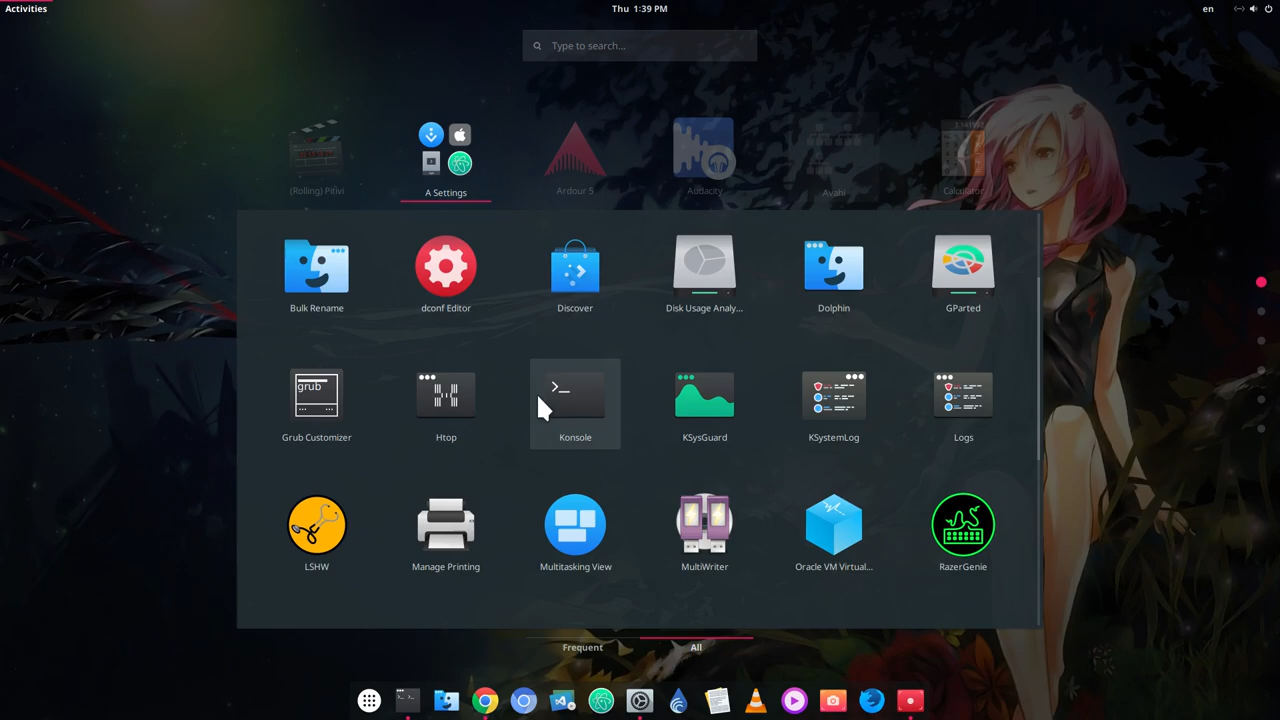 Activities
Thu 1:39 PM
en
Type to search...
(Rolling) Pitivi
A Settings
Ardour 5
Audacity
Avahi
Calculator
Bulk Rename
dconf Editor
Discover
Disk Usage Analy...
Dolphin
GParted
grub
Grub Customizer
Htop
>_
Konsole
KSysGuard
KSystemLog
Logs
LSHW
Manage Printing
Multitasking View
MultiWriter
Oracle VM Virtual...
RazerGenie
Frequent
All